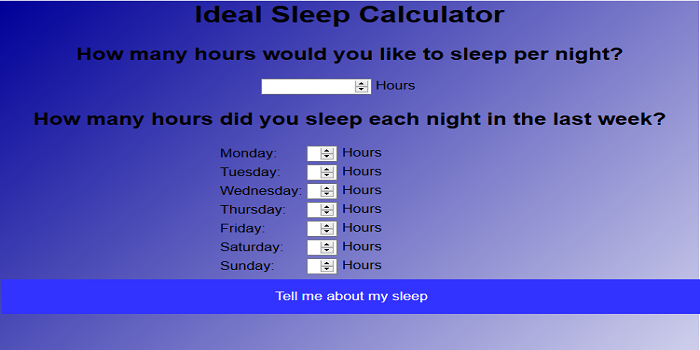 Ideal Sleep Calculator
How many hours would you like to sleep per night?
Hours
How many hours did you sleep each night in the last week?
Monday: Hours
Tuesday: Hours
Wednesday: Hours
Thursday: Hours
Friday: Hours
Saturday: Hours
Sunday: Hours
Tell me about my sleep